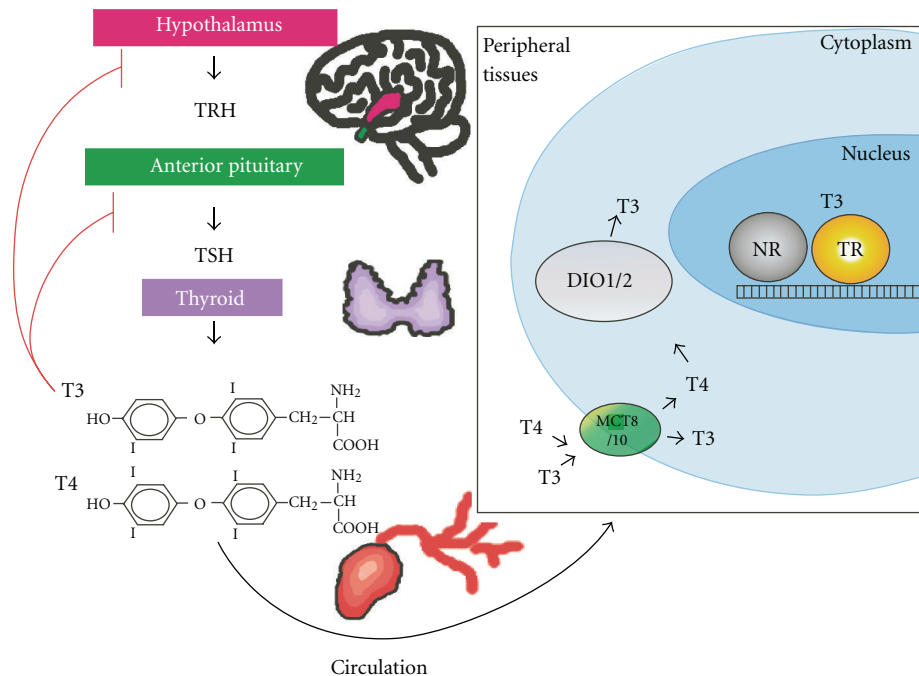 Hypothalamus
TRH
Anterior pituitary
TSH
Thyroid
T3
I
NH2
HO
O
CH2
CH
I
I
COOH
T4
I
I
NH2
HO
O
CH2
CH
I
I
COOH
Circulation
Peripheral
tissues
Cytoplasm
Nucleus
T3
NR
TR
T3
DIO1/2
T4
MCT8
/10
T4
T3
T3